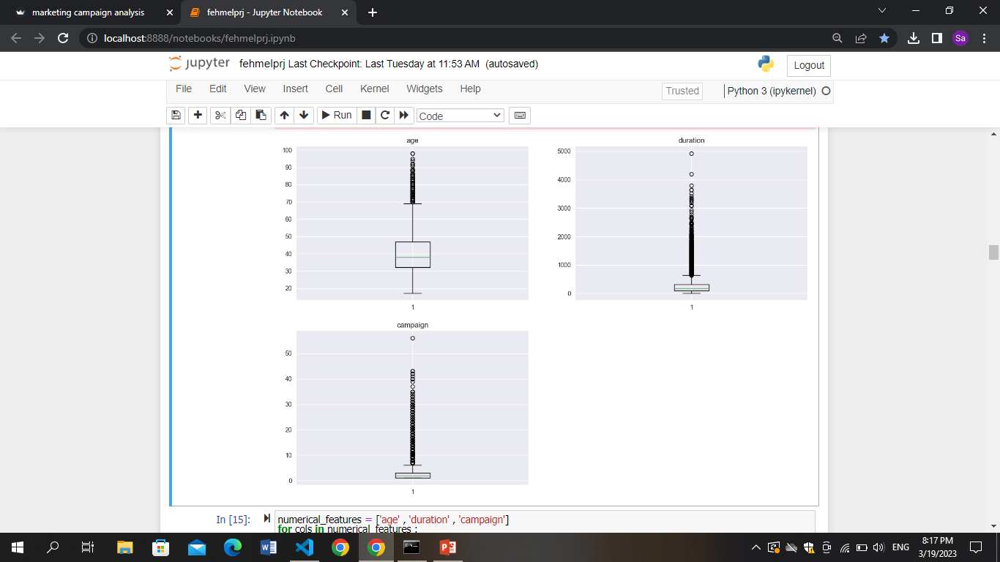 marketing campaign analysis
fehmelprj - Jupyter Notebook
localhost:8888/notebooks/fehmelprj.ipynb
Sa
jupyter fehmelprj Last Checkpoint: Last Tuesday at 11:53 AM (autosaved)
Logout
File Edit View Insert Cell Kernel Widgets Help
Trusted
Python 3 (ipykernel)
Run
Code
age
100
90
80
70
60
50
40
30
20
1
duration
5000
4000
3000
2000
1000
0
1
campaign
50
40
30
20
10
0
1
In [15]:
numerical_features = ['age' , 'duration' , 'campaign']
for cols in numerical_features :
ENG
8:17 PM
3/19/2023